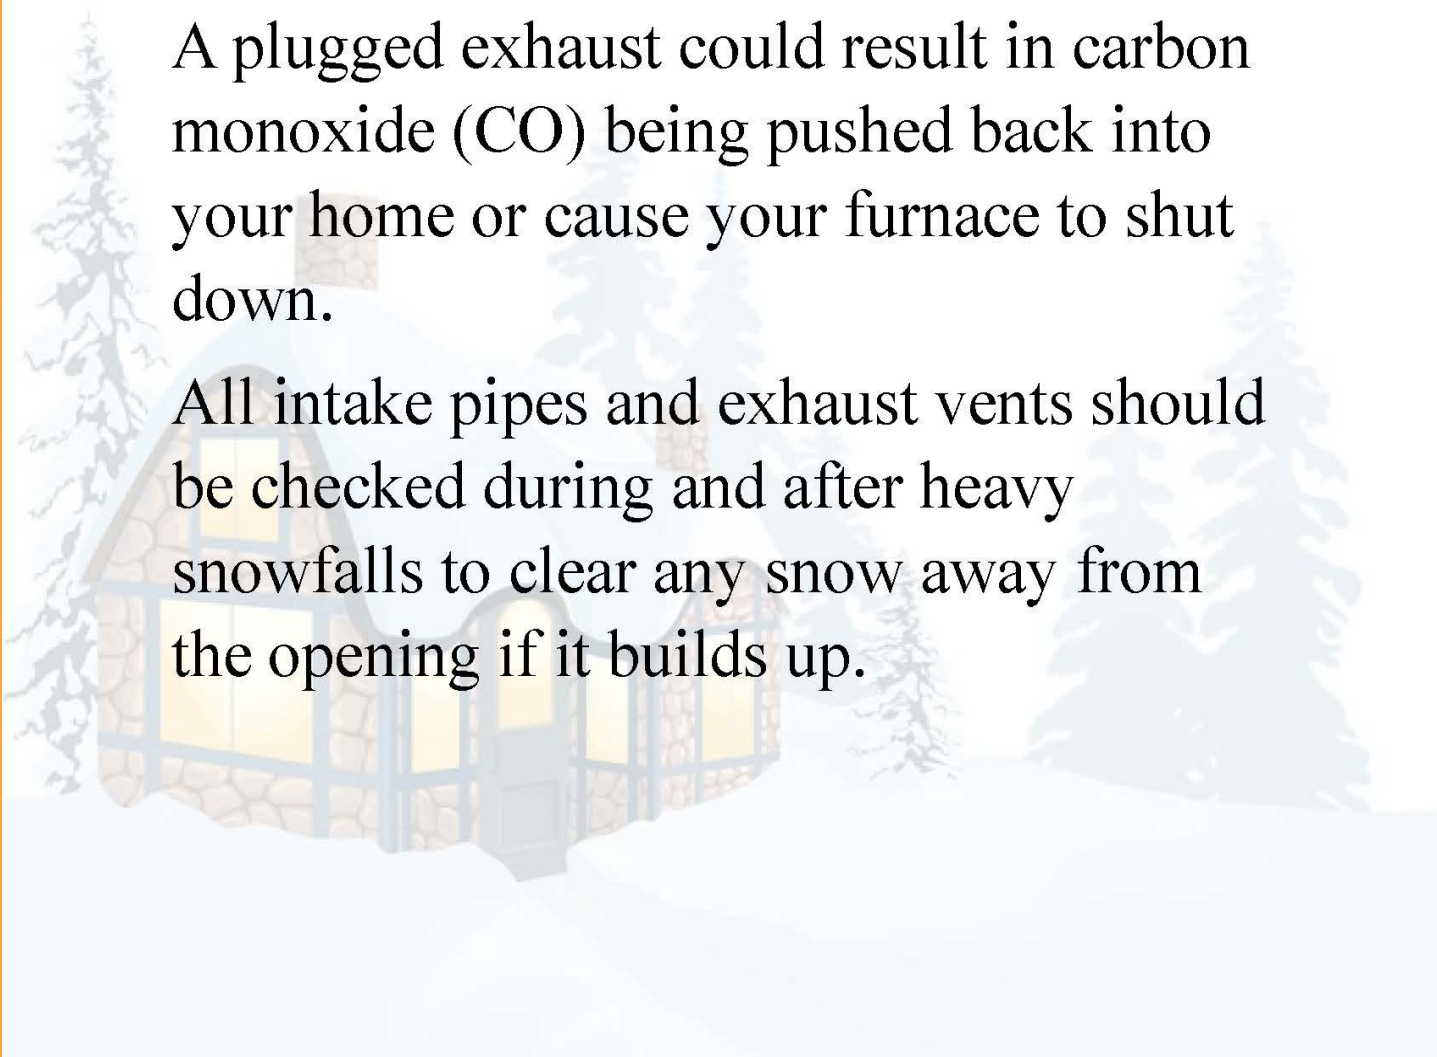 A plugged exhaust could result in carbon
monoxide (CO) being pushed back into
your home or cause your furnace to shut
down.
All intake pipes and exhaust vents should
be checked during and after heavy
snowfalls to clear any snow away from
the opening if it builds up.